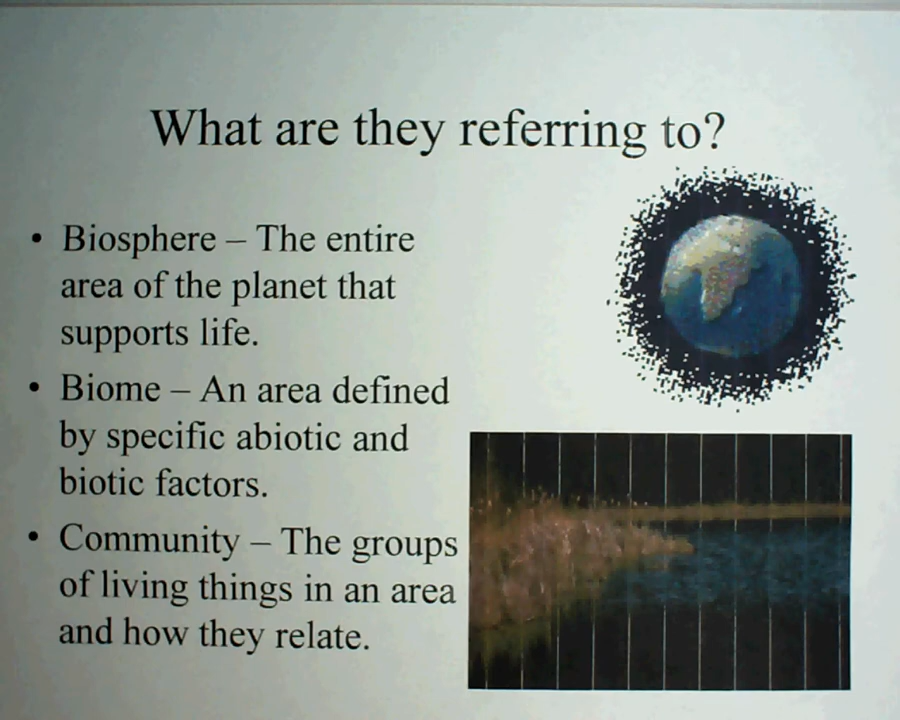 What are they referring to?
• Biosphere – The entire
area of the planet that
supports life.
• Biome – An area defined
by specific abiotic and
biotic factors.
• Community – The groups
of living things in an area
and how they relate.